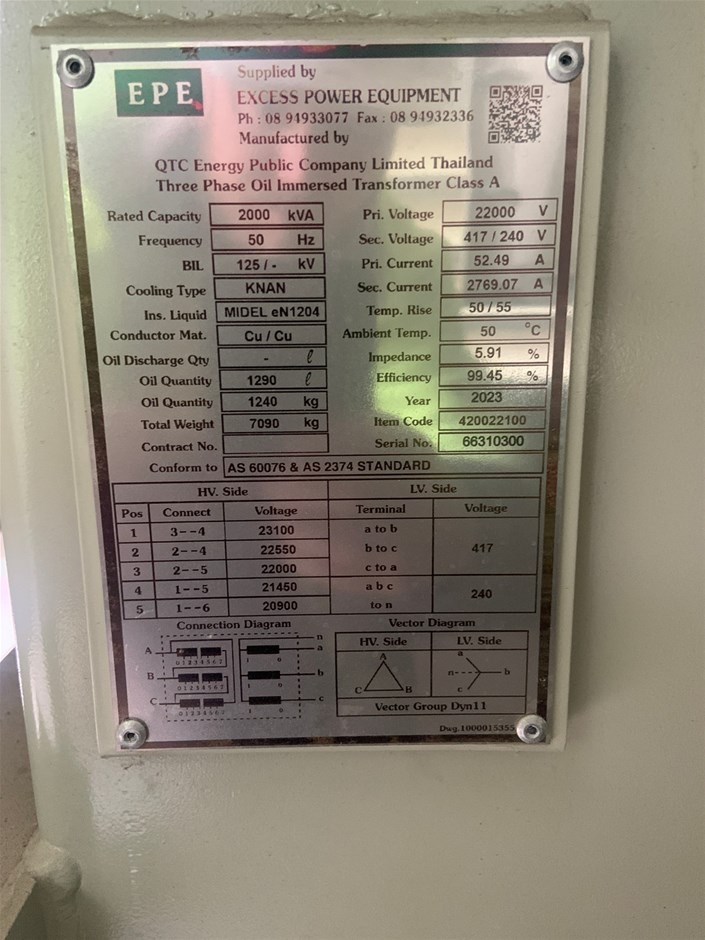 EPE
Supplied by
EXCESS POWER EQUIPMENT
Ph : 08 94933077 Fax : 08 94932336
Manufactured by
QTC Energy Public Company Limited Thailand
Three Phase Oil Immersed Transformer Class A
Rated Capacity 2000 kVA Pri. Voltage 22000 V
Frequency 50 Hz Sec. Voltage 417 / 240 V
BIL 125 / - kV Pri. Current 52.49 A
Cooling Type KNAN Sec. Current 2769.07 A
Ins. Liquid MIDEL eN1204 Temp. Rise 50 / 55
Conductor Mat. Cu / Cu Ambient Temp. 50 °C
Oil Discharge Qty - ℓ Impedance 5.91 %
Oil Quantity 1290 ℓ Efficiency 99.45 %
Oil Quantity 1240 kg Year 2023
Total Weight 7090 kg Item Code 420022100
Contract No. Serial No. 66310300
Conform to AS 60076 & AS 2374 STANDARD
HV. Side LV. Side
Pos Connect Voltage Terminal Voltage
1 3--4 23100 a to b
2 2--4 22550 b to c 417
3 2--5 22000 c to a
4 1--5 21450 a b c 240
5 1--6 20900 to n
Connection Diagram Vector Diagram
HV. Side LV. Side
A B C
n a b c
A C B
a n b c
Vector Group Dyn11
Dwg.1000015355